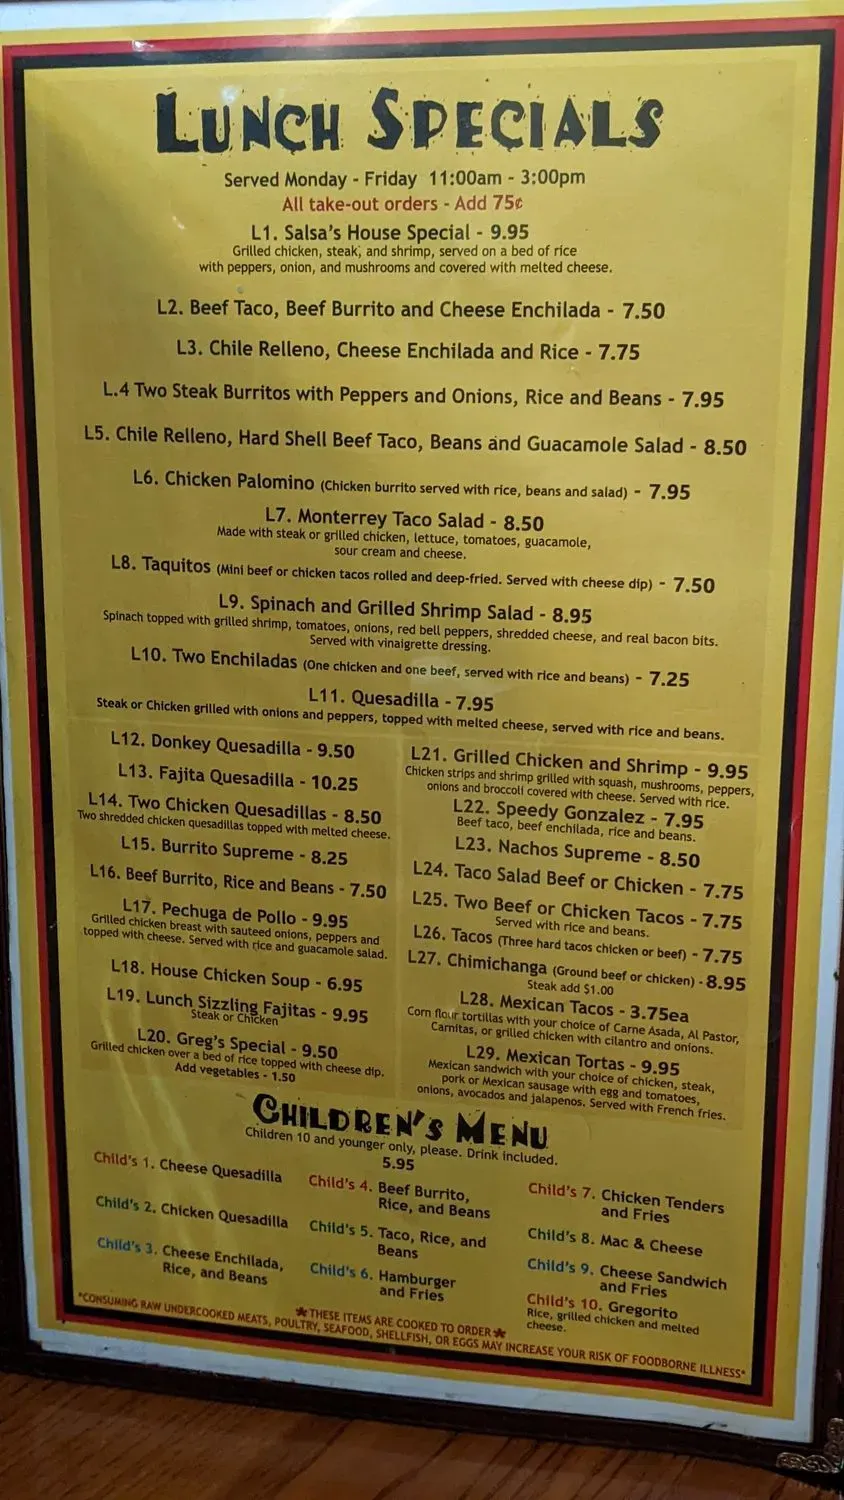 LUNCH SPECIALS
Served Monday - Friday 11:00am - 3:00pm
All take-out orders - Add 75¢
L1. Salsa's House Special - 9.95
Grilled chicken, steak, and shrimp, served on a bed of rice
with peppers, onion, and mushrooms and covered with melted cheese.
L2. Beef Taco, Beef Burrito and Cheese Enchilada - 7.50
L3. Chile Relleno, Cheese Enchilada and Rice - 7.75
L.4 Two Steak Burritos with Peppers and Onions, Rice and Beans - 7.95
L5. Chile Relleno, Hard Shell Beef Taco, Beans and Guacamole Salad - 8.50
L6. Chicken Palomino (Chicken burrito served with rice, beans and salad) - 7.95
L7. Monterrey Taco Salad - 8.50
Made with steak or grilled chicken, lettuce, tomatoes, guacamole,
sour cream and cheese.
L8. Taquitos (Mini beef or chicken tacos rolled and deep-fried. Served with cheese dip) - 7.50
L9. Spinach and Grilled Shrimp Salad - 8.95
Spinach topped with grilled shrimp, tomatoes, onions, red bell peppers, shredded cheese, and real bacon bits.
Served with vinaigrette dressing.
L10. Two Enchiladas (One chicken and one beef, served with rice and beans) - 7.25
L11. Quesadilla - 7.95
Steak or Chicken grilled with onions and peppers, topped with melted cheese, served with rice and beans.
L12. Donkey Quesadilla - 9.50
L13. Fajita Quesadilla - 10.25
L14. Two Chicken Quesadillas - 8.50
Two shredded chicken quesadillas topped with melted cheese.
L15. Burrito Supreme - 8.25
L16. Beef Burrito, Rice and Beans - 7.50
L17. Pechuga de Pollo - 9.95
Grilled chicken breast with sauteed onions, peppers and
topped with cheese. Served with rice and guacamole salad.
L18. House Chicken Soup - 6.95
L19. Lunch Sizzling Fajitas - 9.95
Steak or Chicken
L20. Greg's Special - 9.50
Grilled chicken over a bed of rice topped with cheese dip.
Add vegetables - 1.50
L21. Grilled Chicken and Shrimp - 9.95
Chicken strips and shrimp grilled with squash, mushrooms, peppers,
onions and broccoli covered with cheese. Served with rice.
L22. Speedy Gonzalez - 7.95
Beef taco, beef enchilada, rice and beans.
L23. Nachos Supreme - 8.50
L24. Taco Salad Beef or Chicken - 7.75
L25. Two Beef or Chicken Tacos - 7.75
Served with rice and beans.
L26. Tacos (Three hard tacos chicken or beef) - 7.75
L27. Chimichanga (Ground beef or chicken) - 8.95
Steak add $1.00
L28. Mexican Tacos - 3.75ea
Corn flour tortillas with your choice of Carne Asada, Al Pastor,
Carnitas, or grilled chicken with cilantro and onions.
L29. Mexican Tortas - 9.95
Mexican sandwich with your choice of chicken, steak,
pork or Mexican sausage with egg and tomatoes,
onions, avocados and jalapenos. Served with French fries.
CHILDREN'S MENU
Children 10 and younger only, please. Drink included.
5.95
Child's 1. Cheese Quesadilla
Child's 2. Chicken Quesadilla
Child's 3. Cheese Enchilada,
Rice, and Beans
Child's 4. Beef Burrito,
Rice, and Beans
Child's 5. Taco, Rice, and
Beans
Child's 6. Hamburger
and Fries
Child's 7. Chicken Tenders
and Fries
Child's 8. Mac & Cheese
Child's 9. Cheese Sandwich
and Fries
Child's 10. Gregorito
Rice, grilled chicken and melted
cheese.
*THESE ITEMS ARE COOKED TO ORDER*
*CONSUMING RAW UNDERCOOKED MEATS, POULTRY, SEAFOOD, SHELLFISH, OR EGGS MAY INCREASE YOUR RISK OF FOODBORNE ILLNESS*